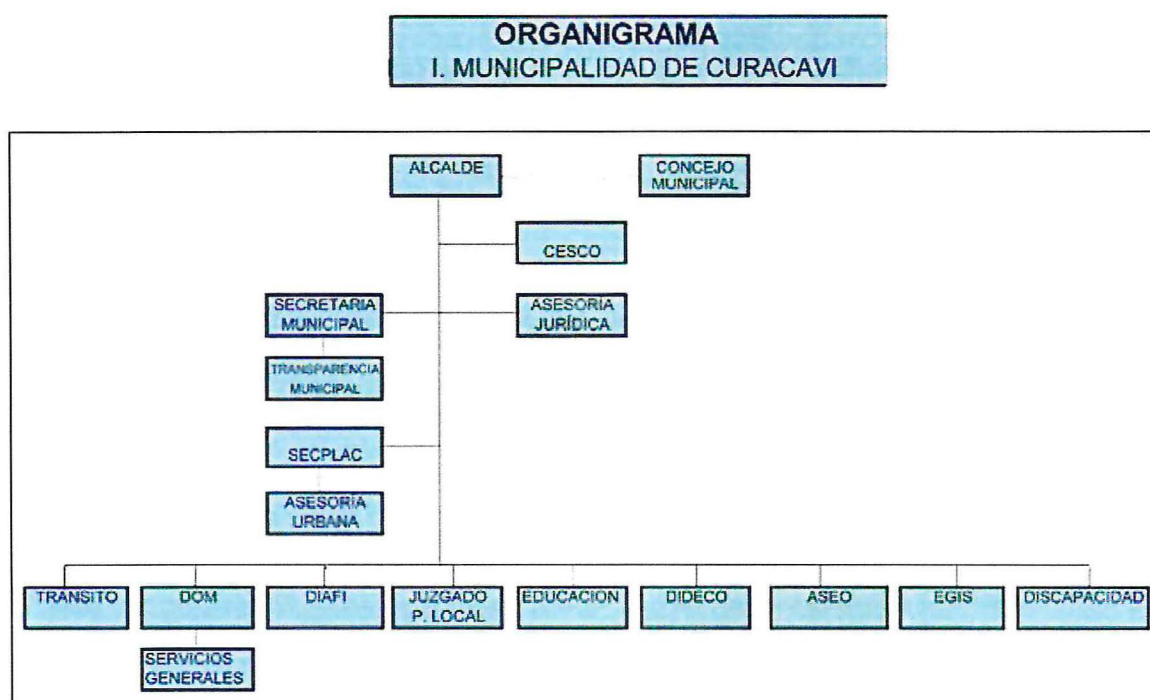 ORGANIGRAMA
I. MUNICIPALIDAD DE CURACAVI
ALCALDE
CONCEJO
MUNICIPAL
CESCO
SECRETARIA
MUNICIPAL
ASESORIA
JURÍDICA
TRANSPARENCIA
MUNICIPAL
SECPLAC
ASESORÍA
URBANA
TRANSITO
DOM
DIAFI
JUZGADO
P. LOCAL
EDUCACION
DIDECO
ASEO
EGIS
DISCAPACIDAD
SERVICIOS
GENERALES